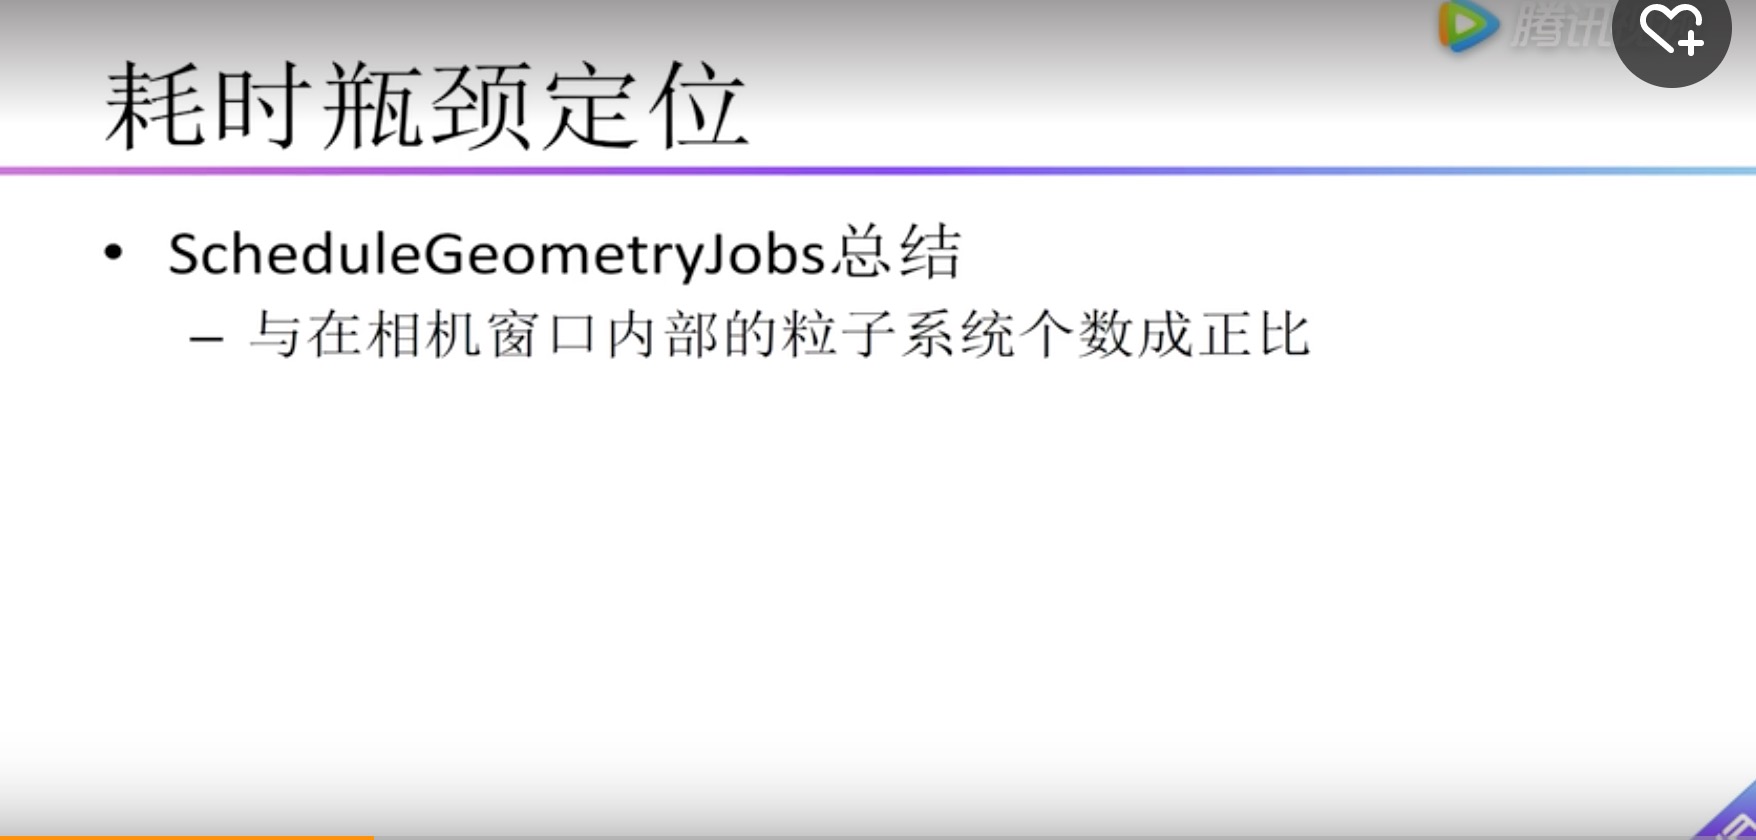 腾讯
耗时瓶颈定位
• ScheduleGeometryJobs总结
– 与在相机窗口内部的粒子系统个数成正比